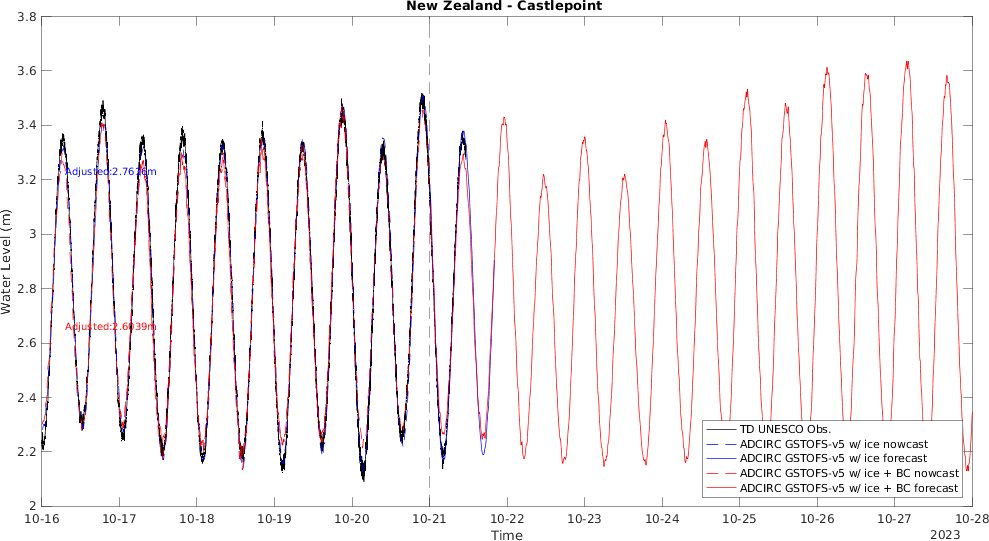 New Zealand - Castlepoint
3.8
3.6
3.4
3.2
3
2.8
2.6
2.4
2.2
2
Water Level (m)
Adjusted:2.7616m
Adjusted:2.6039m
TD UNESCO Obs.
ADCIRC GSTOFS-v5 w/ ice nowcast
ADCIRC GSTOFS-v5 w/ ice forecast
ADCIRC GSTOFS-v5 w/ ice + BC nowcast
ADCIRC GSTOFS-v5 w/ ice + BC forecast
10-16 10-17 10-18 10-19 10-20 10-21 10-22 10-23 10-24 10-25 10-26 10-27 10-28
Time 2023